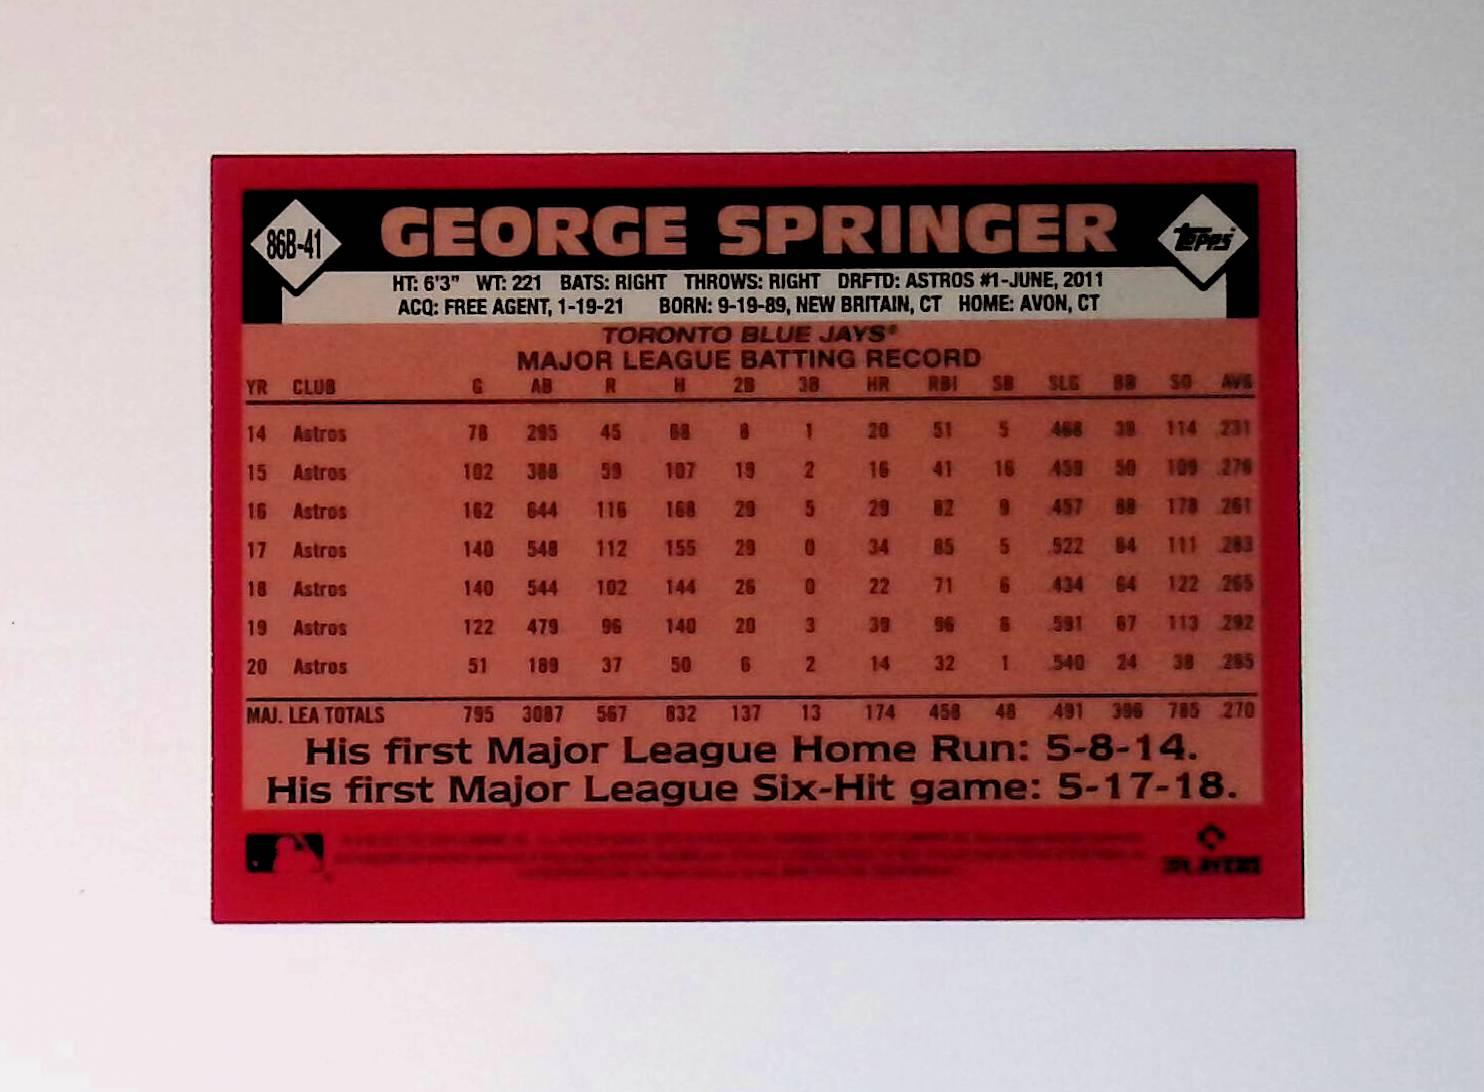 86B-41 GEORGE SPRINGER Topps
HT: 6'3" WT: 221 BATS: RIGHT THROWS: RIGHT DRFTD: ASTROS #1-JUNE, 2011
ACQ: FREE AGENT, 1-19-21 BORN: 9-19-89, NEW BRITAIN, CT HOME: AVON, CT
TORONTO BLUE JAYS®
MAJOR LEAGUE BATTING RECORD
YR CLUB G AB R H 2B 3B HR RBI SB SLG BB SO AVG
14 Astros 78 295 45 68 8 1 20 51 5 .468 39 114 .231
15 Astros 102 388 59 107 19 2 16 41 16 .459 50 109 .276
16 Astros 162 644 116 168 29 5 29 82 9 .457 88 178 .261
17 Astros 140 548 112 155 29 0 34 85 5 .522 64 111 .283
18 Astros 140 544 102 144 26 0 22 71 6 .434 64 122 .265
19 Astros 122 479 96 140 20 3 39 96 6 .591 67 113 .292
20 Astros 51 189 37 50 6 2 14 32 1 .540 24 38 .265
MAJ. LEA TOTALS 795 3087 567 832 137 13 174 458 48 .491 396 785 .270
His first Major League Home Run: 5-8-14.
His first Major League Six-Hit game: 5-17-18.
PLAYERS